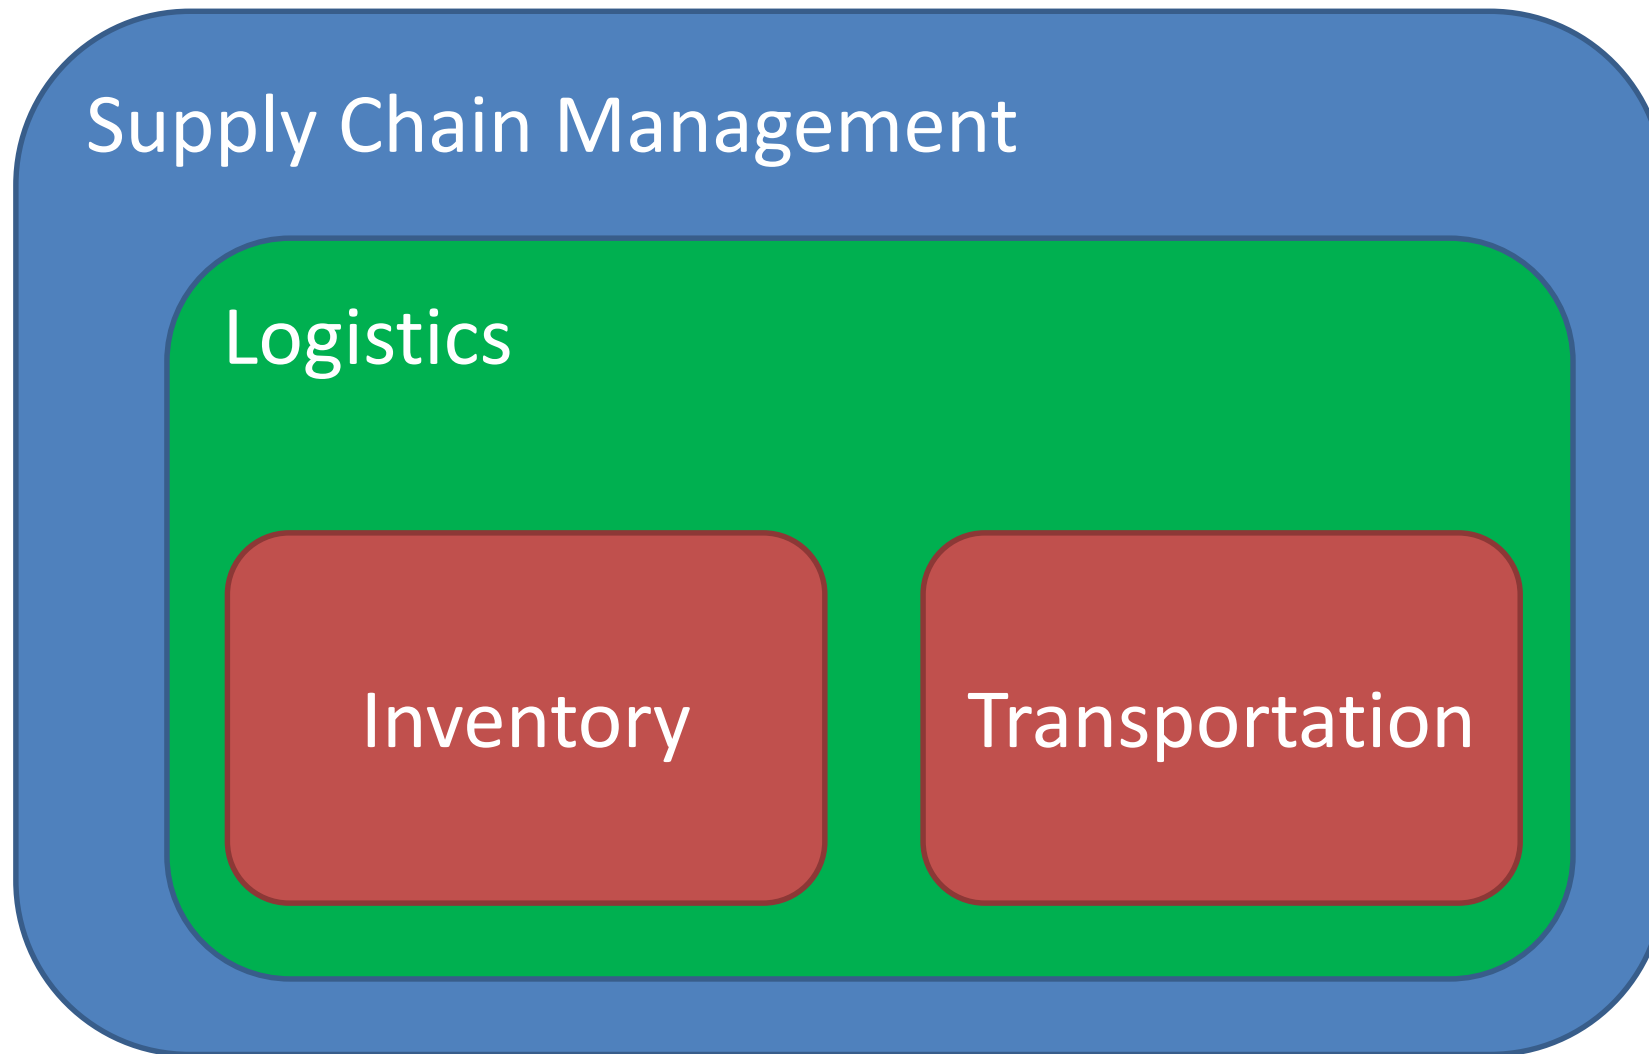 Supply Chain Management
Logistics
Inventory
Transportation